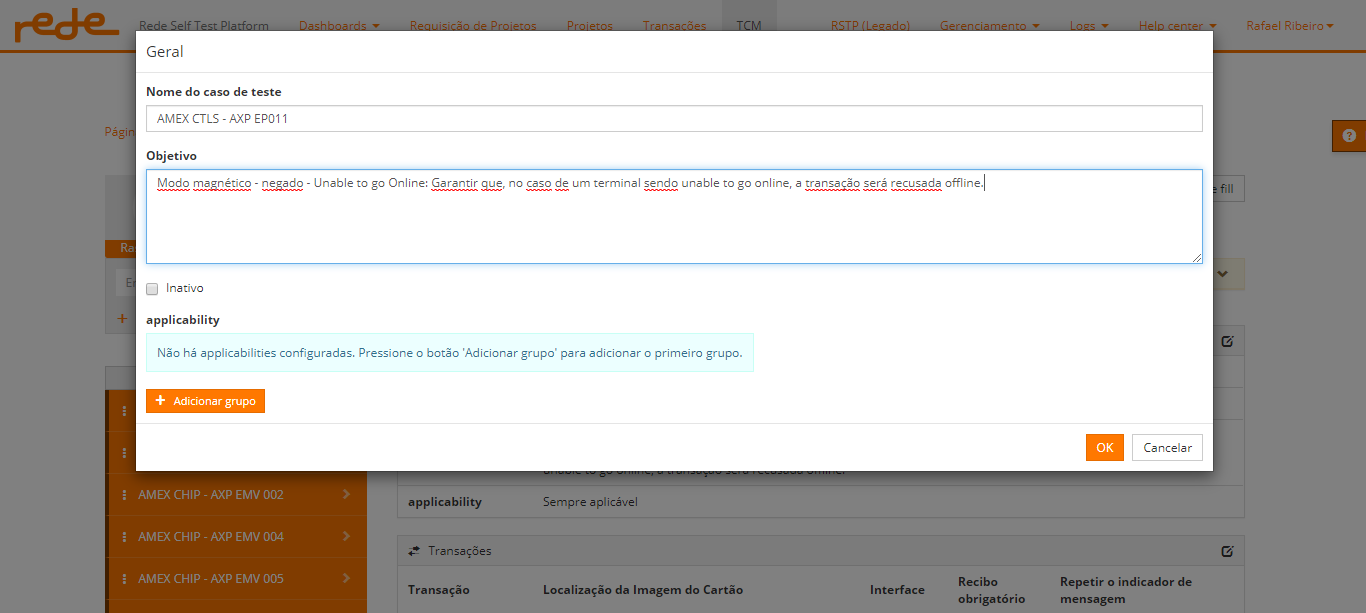 rede Rede Self Test Platform Dashboards Requisição de Projetos Projetos Transações TCM RSTP (Legado) Gerenciamento Logs Help center Rafael Ribeiro
Geral
Nome do caso de teste
AMEX CTLS - AXP EP011
Objetivo
Modo magnético - negado - Unable to go Online: Garantir que, no caso de um terminal sendo unable to go online, a transação será recusada offline.
Inativo
applicability
Não há applicabilities configuradas. Pressione o botão 'Adicionar grupo' para adicionar o primeiro grupo.
+ Adicionar grupo
OK Cancelar
fill
unable to go online, a transação será recusada offline.
AMEX CHIP - AXP EMV 002
applicability Sempre aplicável
AMEX CHIP - AXP EMV 004
Transações
AMEX CHIP - AXP EMV 005
Transação Localização da Imagem do Cartão Interface Recibo obrigatório Repetir o indicador de mensagem